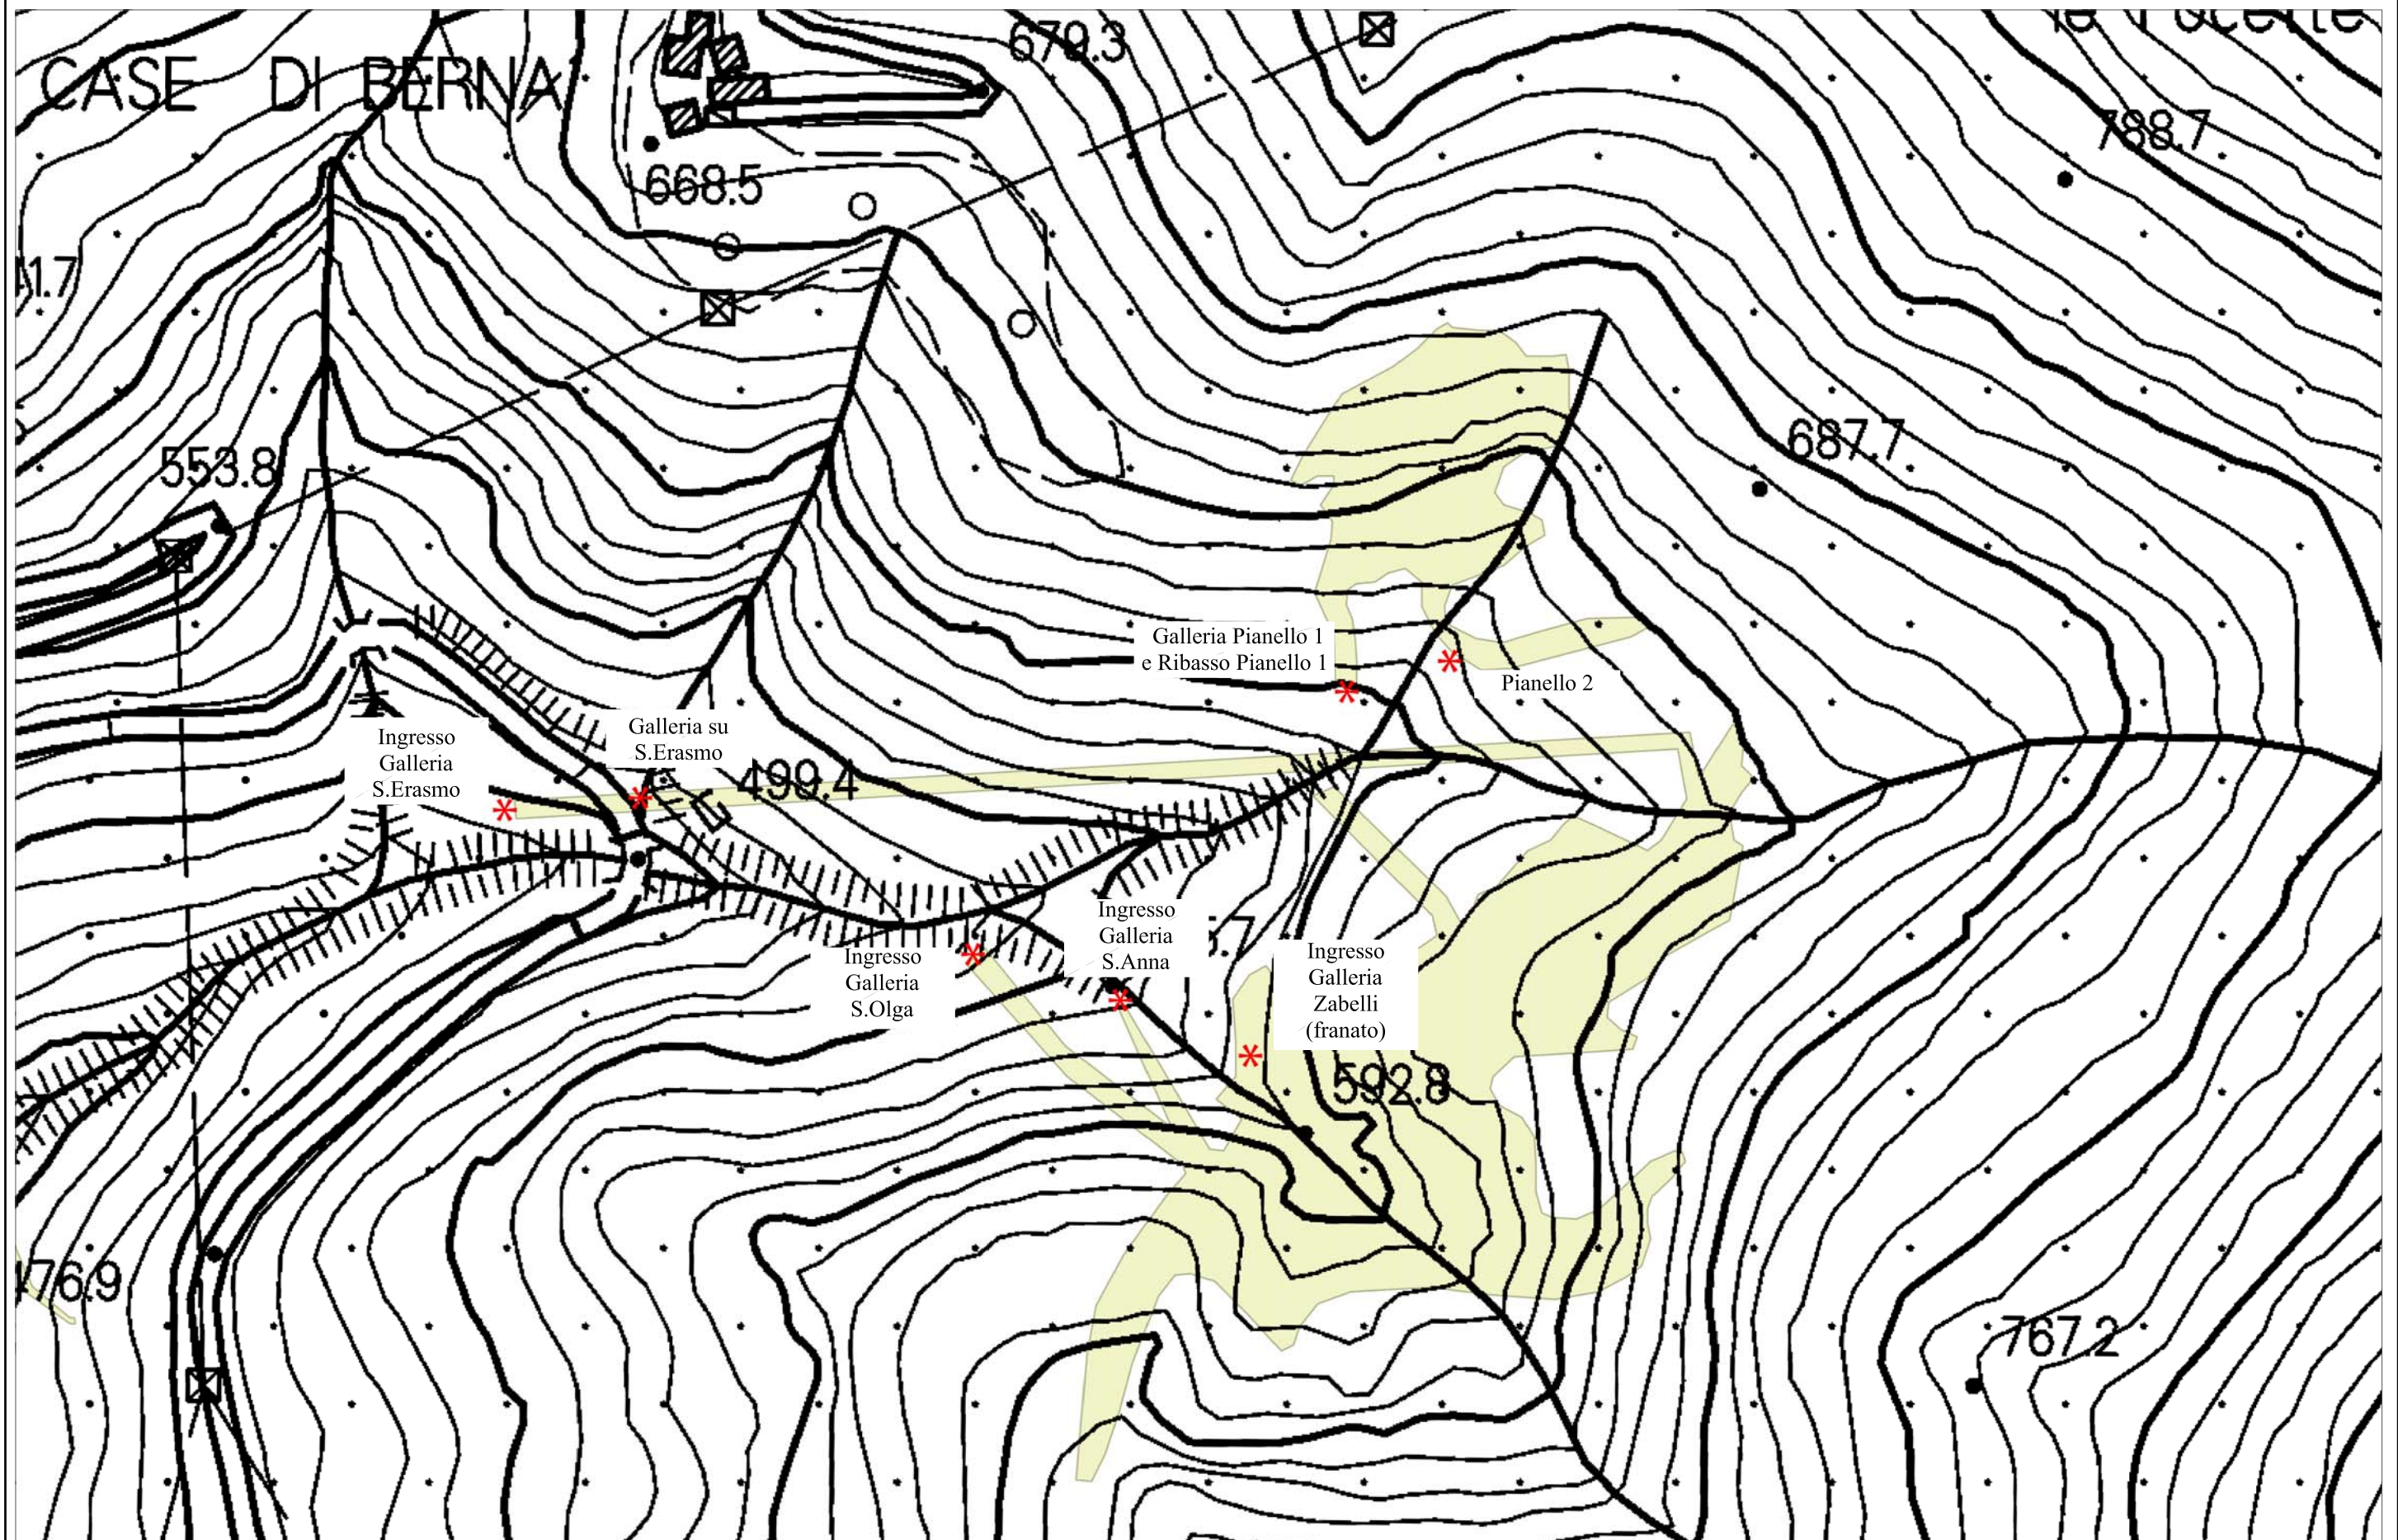 679.3
CASE DI BERNA
788.7
668.5
687.7
553.8
Galleria Pianello 1
e Ribasso Pianello 1
Pianello 2
Ingresso
Galleria
S.Erasmo
Galleria su
S.Erasmo
499.4
Ingresso
Galleria
S.Olga
Ingresso
Galleria
S.Anna
Ingresso
Galleria
Zabelli
(franato)
592.8
476.9
767.2